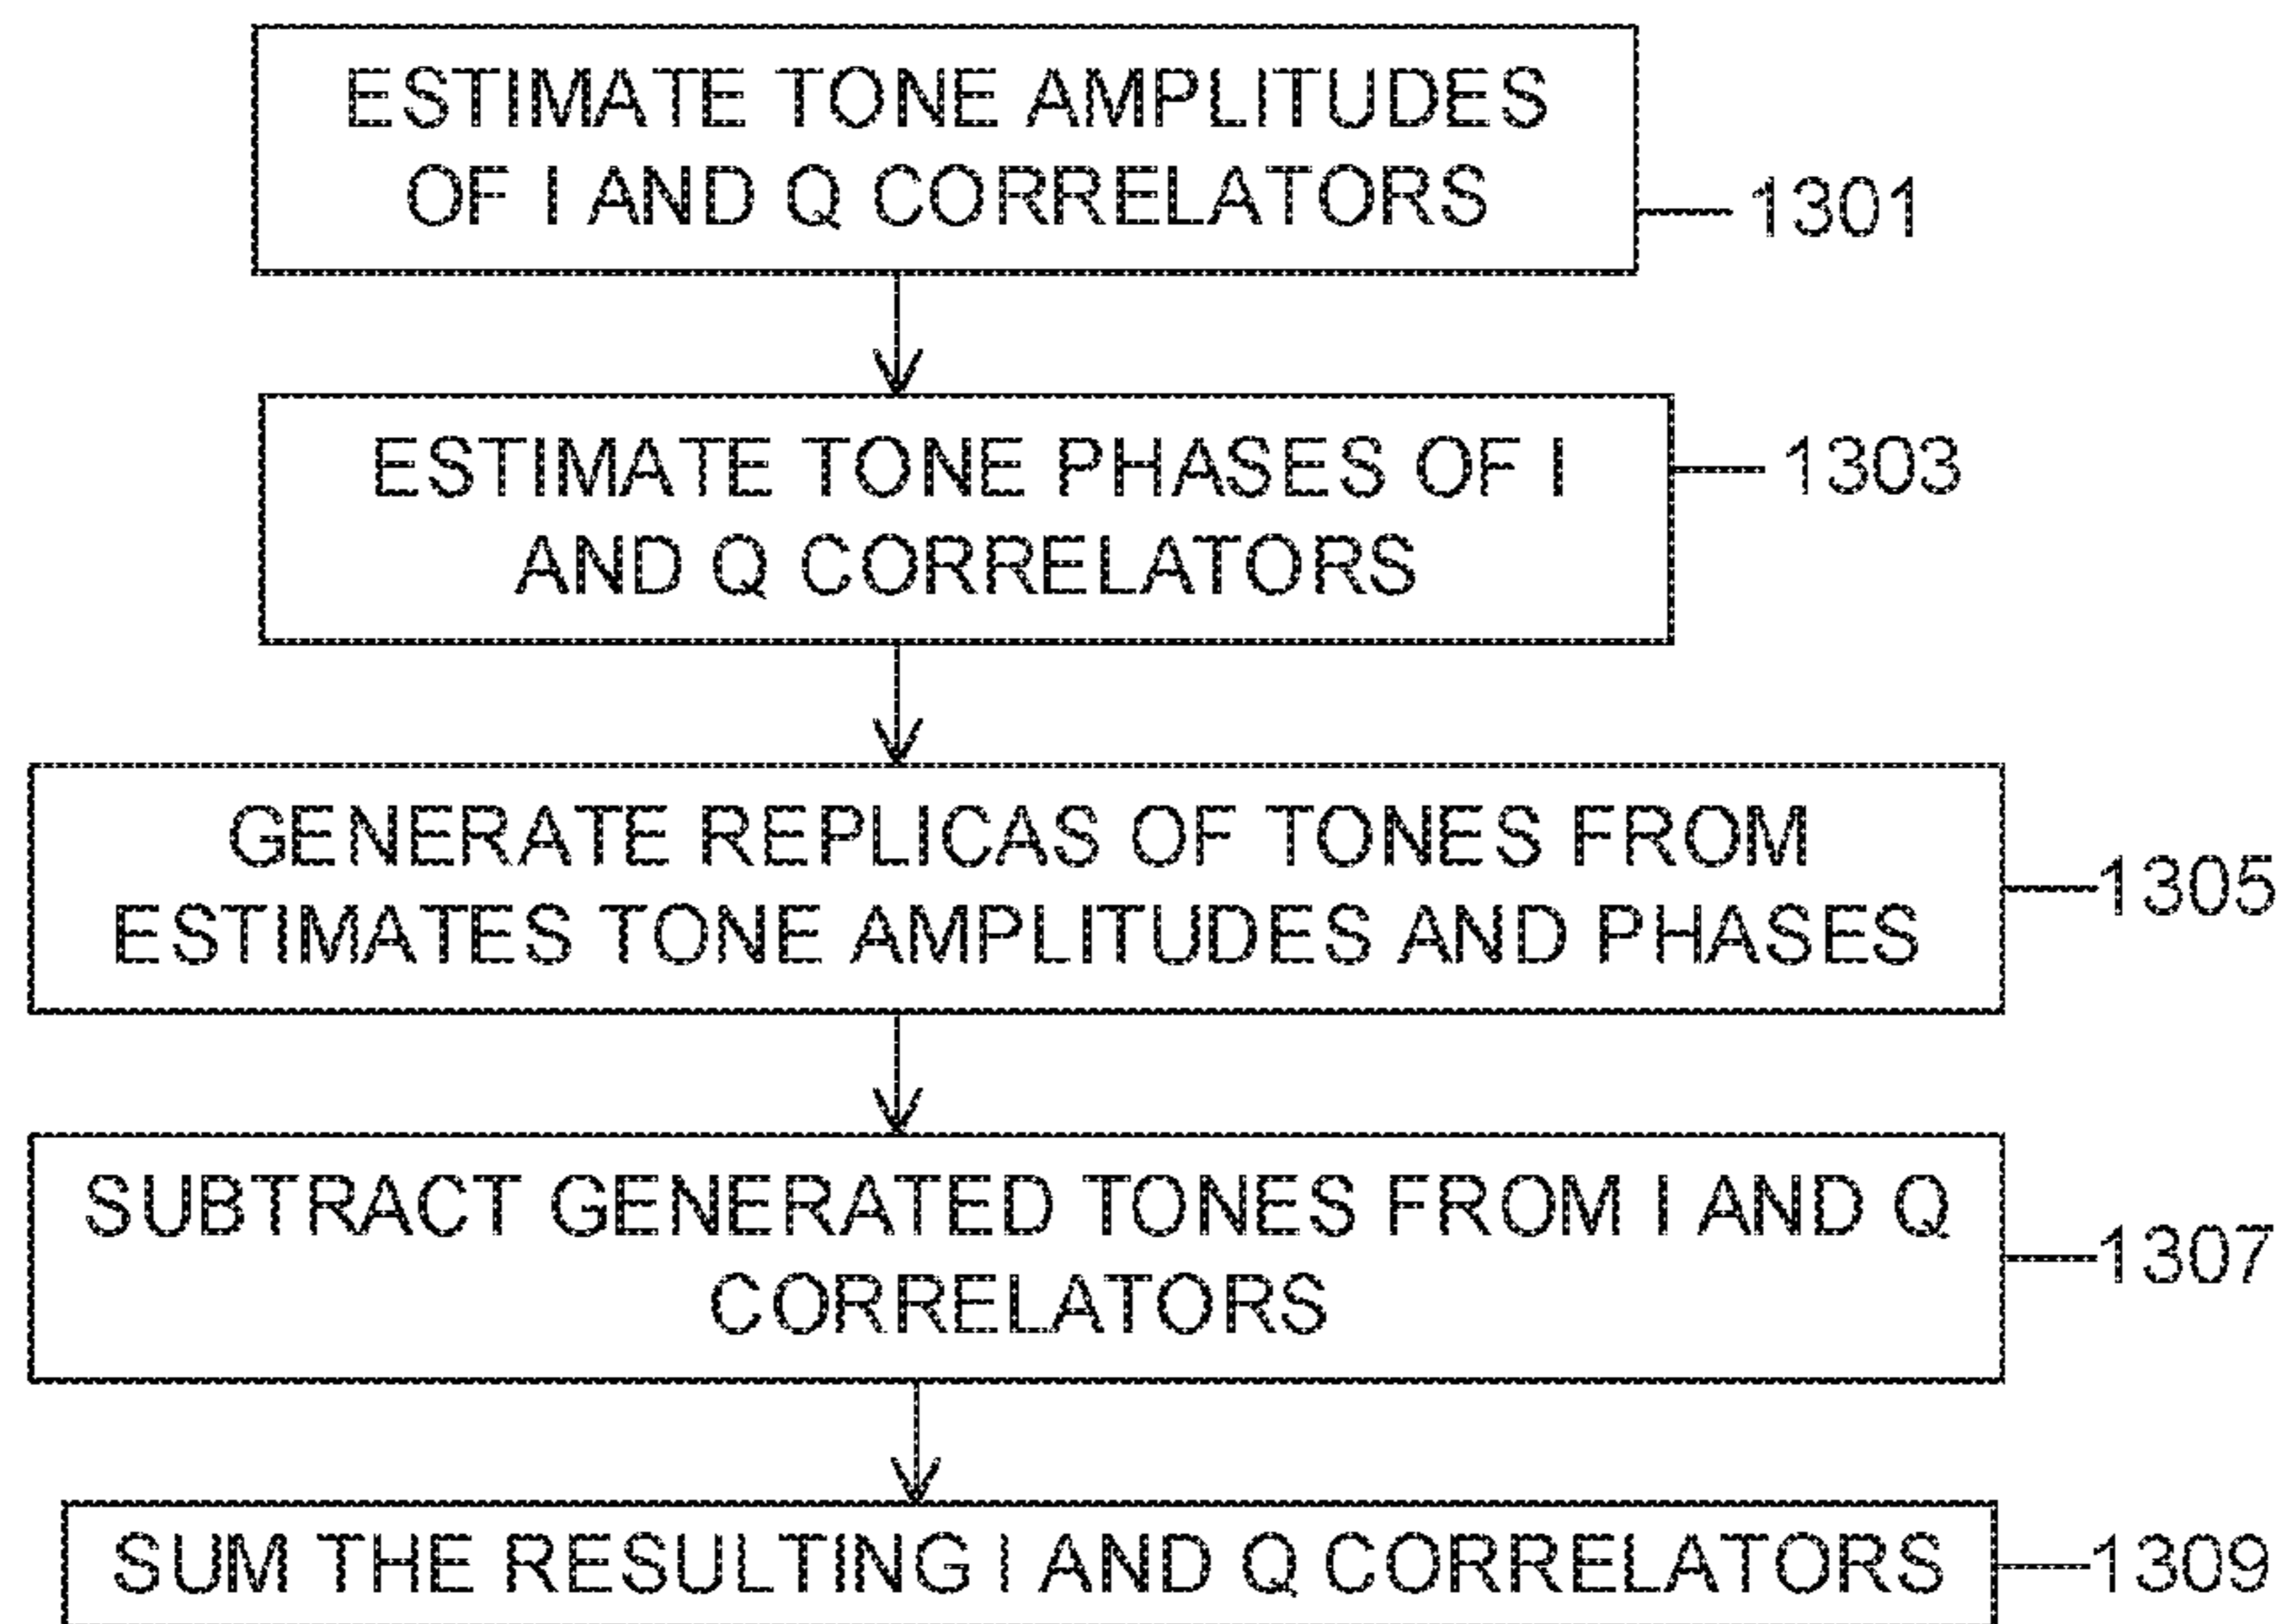 ESTIMATE TONE AMPLITUDES
OF I AND Q CORRELATORS
1301
ESTIMATE TONE PHASES OF I
AND Q CORRELATORS
1303
GENERATE REPLICAS OF TONES FROM
ESTIMATES TONE AMPLITUDES AND PHASES
1305
SUBTRACT GENERATED TONES FROM I AND Q
CORRELATORS
1307
SUM THE RESULTING I AND Q CORRELATORS
1309